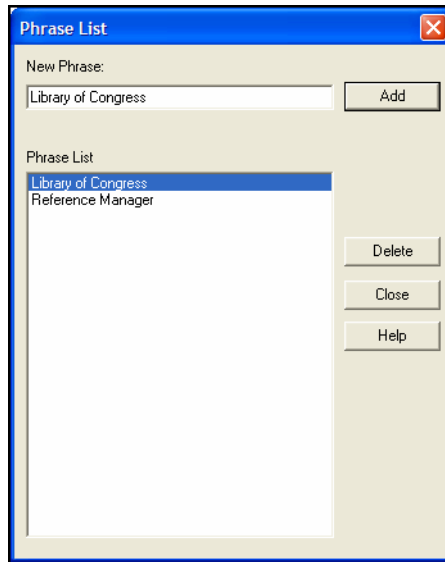 Phrase List
New Phrase:
Library of Congress
Add
Phrase List
Library of Congress
Reference Manager
Delete
Close
Help